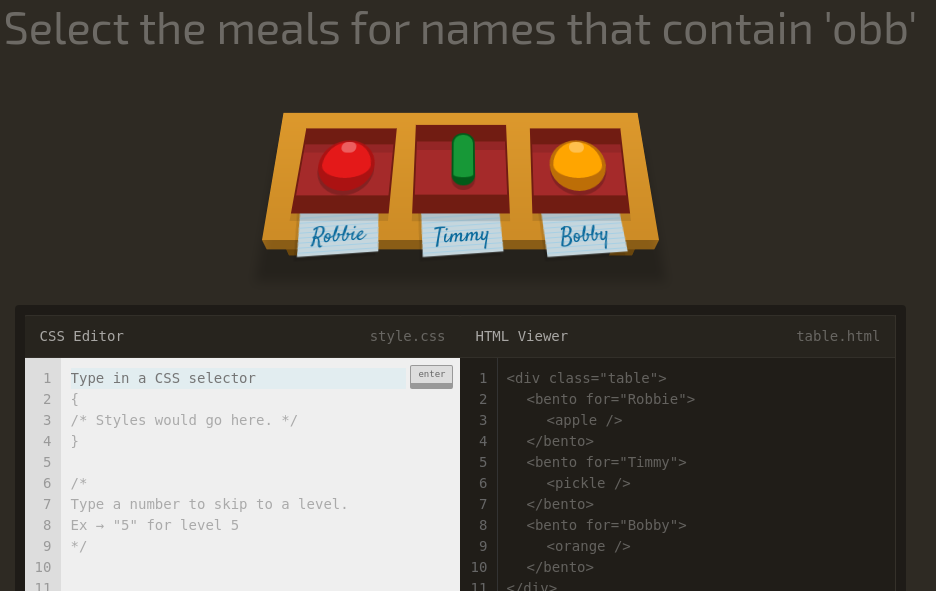 Select the meals for names that contain 'obb'
Robbie
Timmy
Bobby
CSS Editor
style.css
1 Type in a CSS selector
enter
2 {
3 /* Styles would go here. */
4 }
5
6 /*
7 Type a number to skip to a level.
8 Ex → "5" for level 5
9 */
10
11
HTML Viewer
table.html
1 <div class="table">
2 <bento for="Robbie">
3 <apple />
4 </bento>
5 <bento for="Timmy">
6 <pickle />
7 </bento>
8 <bento for="Bobby">
9 <orange />
10 </bento>
11 </div>